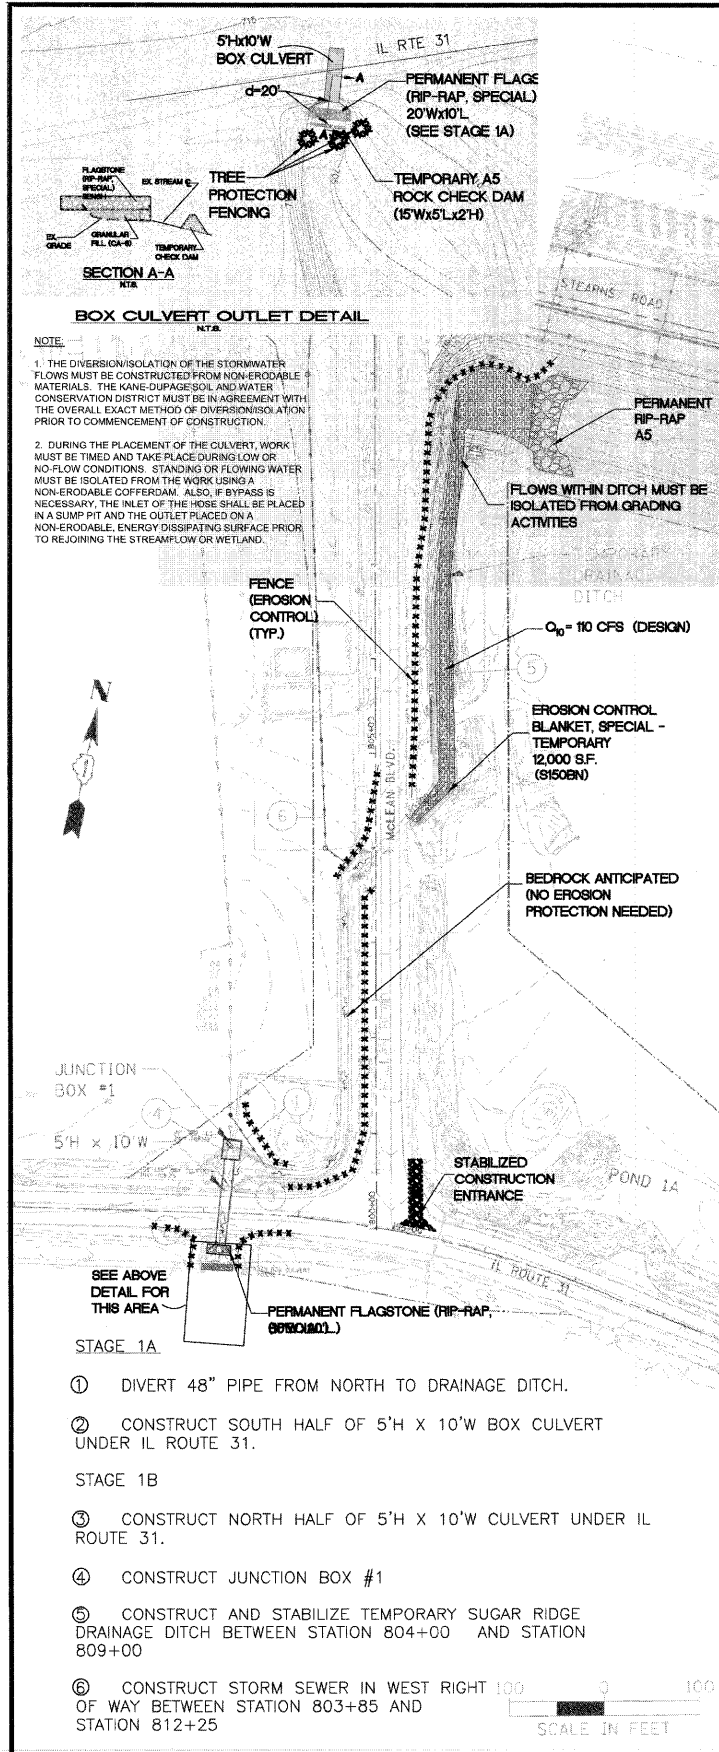 710
IL RTE 31
5'Hx10'W
BOX CULVERT
A
d=20'
PERMANENT FLAGS
(RIP-RAP, SPECIAL)
20'Wx10'L
(SEE STAGE 1A)
A
TREE
PROTECTION
FENCING
TEMPORARY A5
ROCK CHECK DAM
(15'Wx5'Lx2'H)
FLAGSTONE
(RIP-RAP,
SPECIAL)
EX. STREAM
EX.
GRADE
GRANULAR
FILL (CA-6)
TEMPORARY
CHECK DAM
SECTION A-A
N.T.S.
BOX CULVERT OUTLET DETAIL
N.T.S.
STEARNS ROAD
NOTE:
1. THE DIVERSION/ISOLATION OF THE STORMWATER
FLOWS MUST BE CONSTRUCTED FROM NON-ERODABLE
MATERIALS. THE KANE-DUPAGE SOIL AND WATER
CONSERVATION DISTRICT MUST BE IN AGREEMENT WITH
THE OVERALL EXACT METHOD OF DIVERSION/ISOLATION
PRIOR TO COMMENCEMENT OF CONSTRUCTION.
2. DURING THE PLACEMENT OF THE CULVERT, WORK
MUST BE TIMED AND TAKE PLACE DURING LOW OR
NO-FLOW CONDITIONS. STANDING OR FLOWING WATER
MUST BE ISOLATED FROM THE WORK USING A
NON-ERODABLE COFFERDAM. ALSO, IF BYPASS IS
NECESSARY, THE INLET OF THE HOSE SHALL BE PLACED
IN A SUMP PIT AND THE OUTLET PLACED ON A
NON-ERODABLE, ENERGY DISSIPATING SURFACE PRIOR
TO REJOINING THE STREAMFLOW OR WETLAND.
PERMANENT
RIP-RAP
A5
FLOWS WITHIN DITCH MUST BE
ISOLATED FROM GRADING
ACTIVITIES
TEMPORARY
DRAINAGE
DITCH
FENCE
(EROSION
CONTROL)
(TYP.)
Q10 = 110 CFS (DESIGN)
5
N
EROSION CONTROL
BLANKET, SPECIAL -
TEMPORARY
12,000 S.F.
(S150BN)
805+00
MCLEAN BLVD.
6
BEDROCK ANTICIPATED
(NO EROSION
PROTECTION NEEDED)
JUNCTION
BOX #1
4
1
5'H x 10'W
3
STABILIZED
CONSTRUCTION
ENTRANCE
POND 1A
800+00
IL ROUTE 31
SEE ABOVE
DETAIL FOR
THIS AREA
PERMANENT FLAGSTONE (RIP-RAP,
STAGE 1A
① DIVERT 48" PIPE FROM NORTH TO DRAINAGE DITCH.
② CONSTRUCT SOUTH HALF OF 5'H X 10'W BOX CULVERT
UNDER IL ROUTE 31.
STAGE 1B
③ CONSTRUCT NORTH HALF OF 5'H X 10'W CULVERT UNDER IL
ROUTE 31.
④ CONSTRUCT JUNCTION BOX #1
⑤ CONSTRUCT AND STABILIZE TEMPORARY SUGAR RIDGE
DRAINAGE DITCH BETWEEN STATION 804+00 AND STATION
809+00
⑥ CONSTRUCT STORM SEWER IN WEST RIGHT
OF WAY BETWEEN STATION 803+85 AND
STATION 812+25
100 0 100
SCALE IN FEET